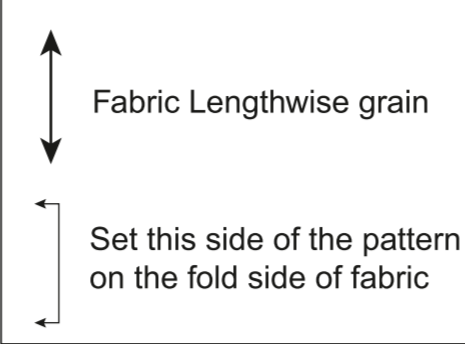 Fabric Lengthwise grain
Set this side of the pattern
on the fold side of fabric